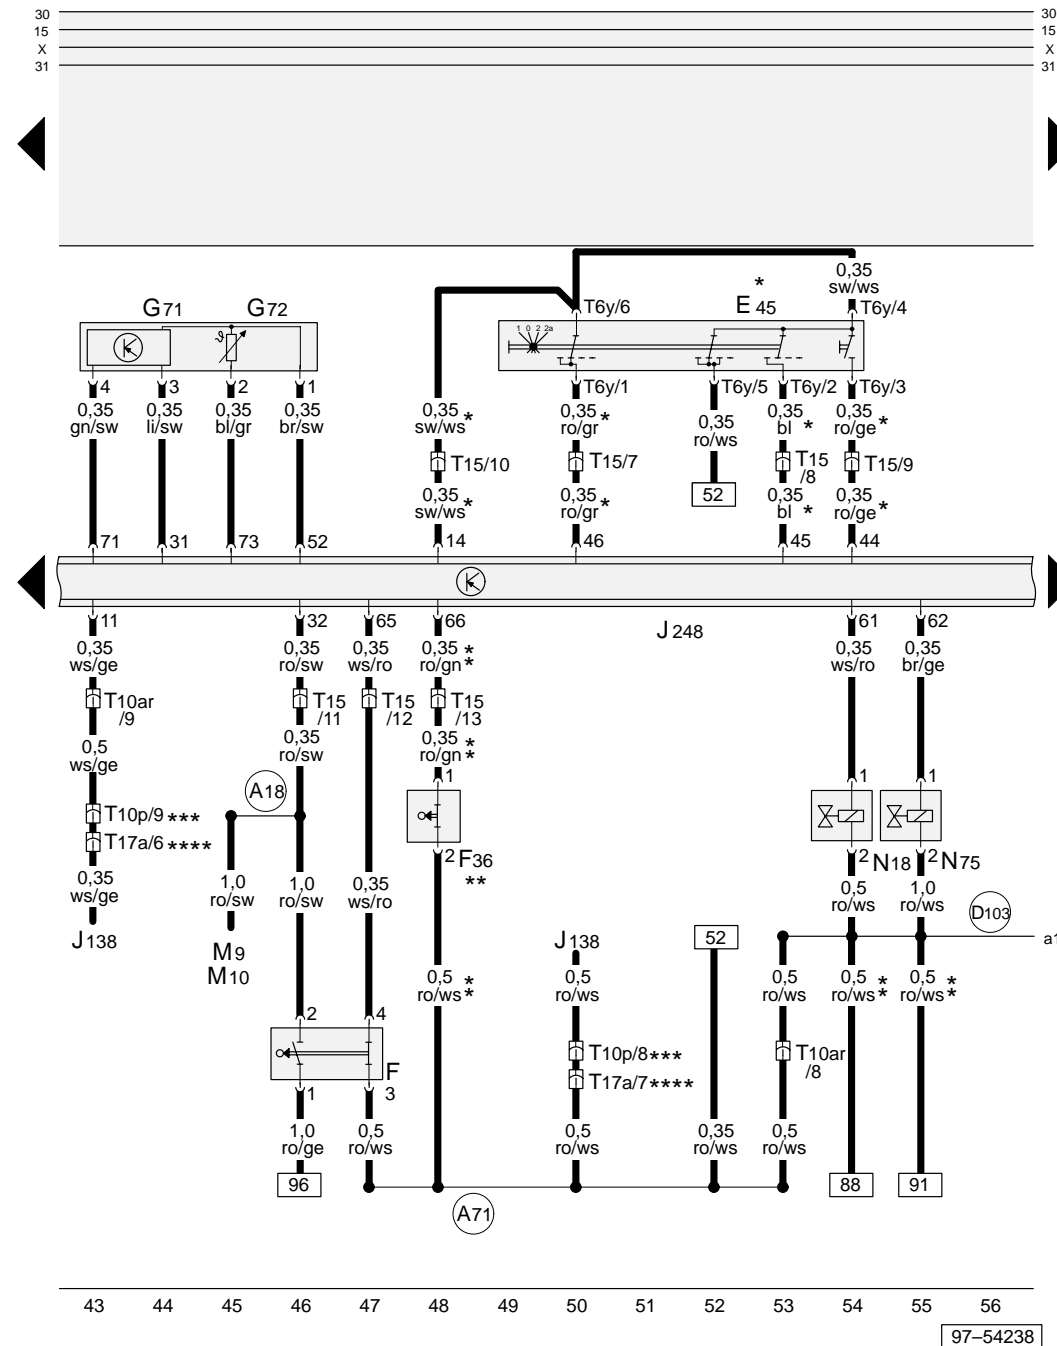 30 30
15 15
X X
31 31
0,35
sw/ws
*
G71 G72 T6y/6 E45 T6y/4
1 0 2 2a
4 3 2 1 T6y/1 T6y/5 T6y/2 T6y/3
0,35 0,35 0,35 0,35 0,35 0,35 0,35 0,35
gn/sw li/sw bl/gr br/sw sw/ws* ro/gr* bl * ro/ge*
0,35
ro/ws
T15/10 T15/7 T15 T15/9
/8
52
0,35 0,35 0,35 0,35
sw/ws* ro/gr* bl * ro/ge*
71 31 73 52 14 46 45 44
11 32 65 66 61 62
J248
0,35 0,35 0,35 0,35 * 0,35 0,35
ws/ge ro/sw ws/ro ro/gn* ws/ro br/ge
T10ar T15 T15 T15
/9 /11 /12 /13
0,5 0,35 0,35 *
ws/ge ro/sw ro/gn *
A18 1 1 1
T10p/9***
T17a/6****
2 F36 2 N18 2 N75
**
0,35 1,0 1,0 0,35 0,5 1,0
ws/ge ro/sw ro/sw ws/ro ro/ws ro/ws
D103
J138 M9 J138 52 a1
M10
0,5 * 0,5 0,5 0,5 * 0,5 *
ro/ws* ro/ws ro/ws ro/ws* ro/ws*
2 4
T10p/8*** T10ar
/8
F T17a/7****
1 3
1,0 0,5 0,5 0,35 0,5
ro/ge ro/ws ro/ws ro/ws ro/ws
96 88 91
A71
43 44 45 46 47 48 49 50 51 52 53 54 55 56
97–54238